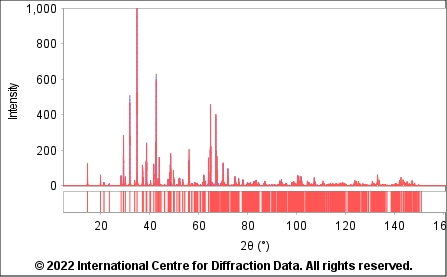 1,000
800
600
400
200
0
Intensity
20 40 60 80 100 120 140 16
2θ (°)
© 2022 International Centre for Diffraction Data. All rights reserved.